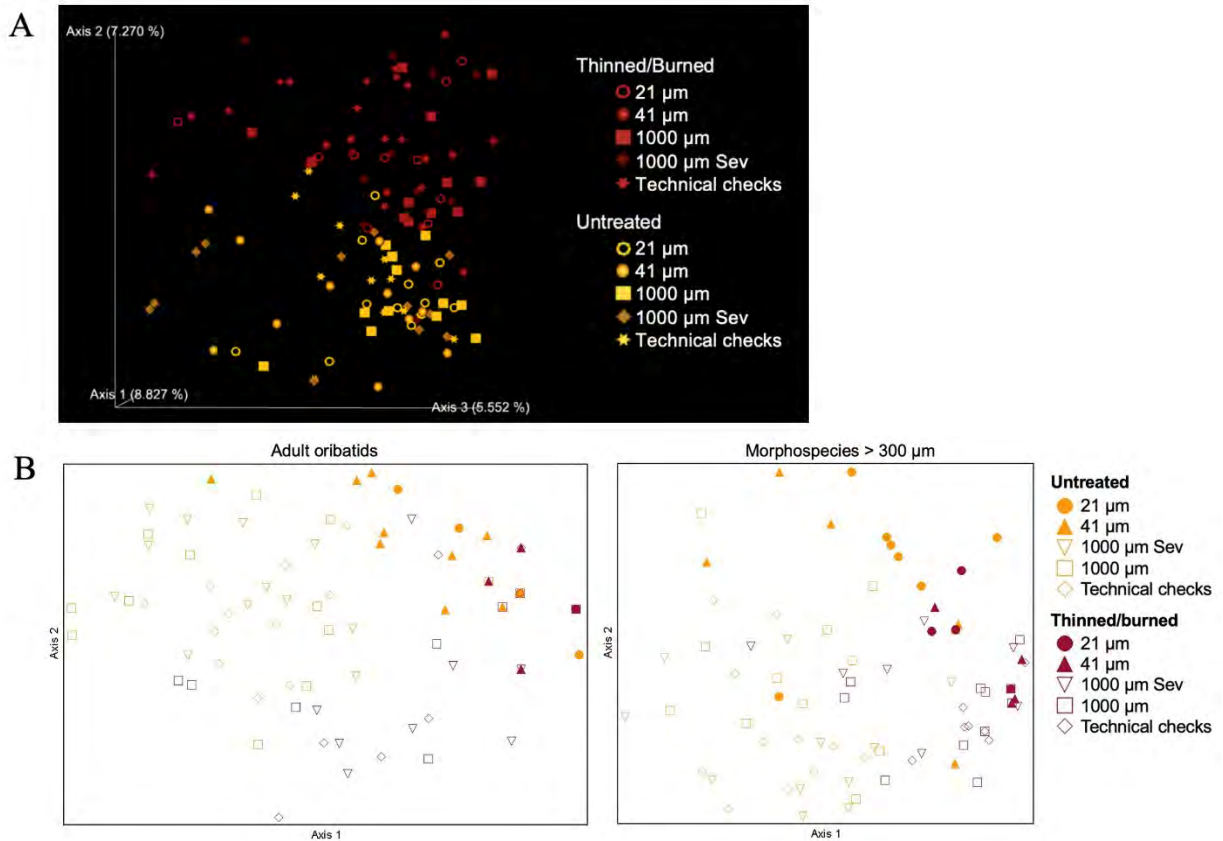 A
Axis 2 (7.270 %)
Thinned/Burned
21 µm
41 µm
1000 µm
1000 µm Sev
Technical checks
Untreated
21 µm
41 µm
1000 µm
1000 µm Sev
Technical checks
Axis 1 (8.827 %)
Axis 3 (5.552 %)
B
Adult oribatids
Axis 2
Axis 1
Morphospecies > 300 µm
Axis 2
Axis 1
Untreated
21 µm
41 µm
1000 µm Sev
1000 µm
Technical checks
Thinned/burned
21 µm
41 µm
1000 µm Sev
1000 µm
Technical checks